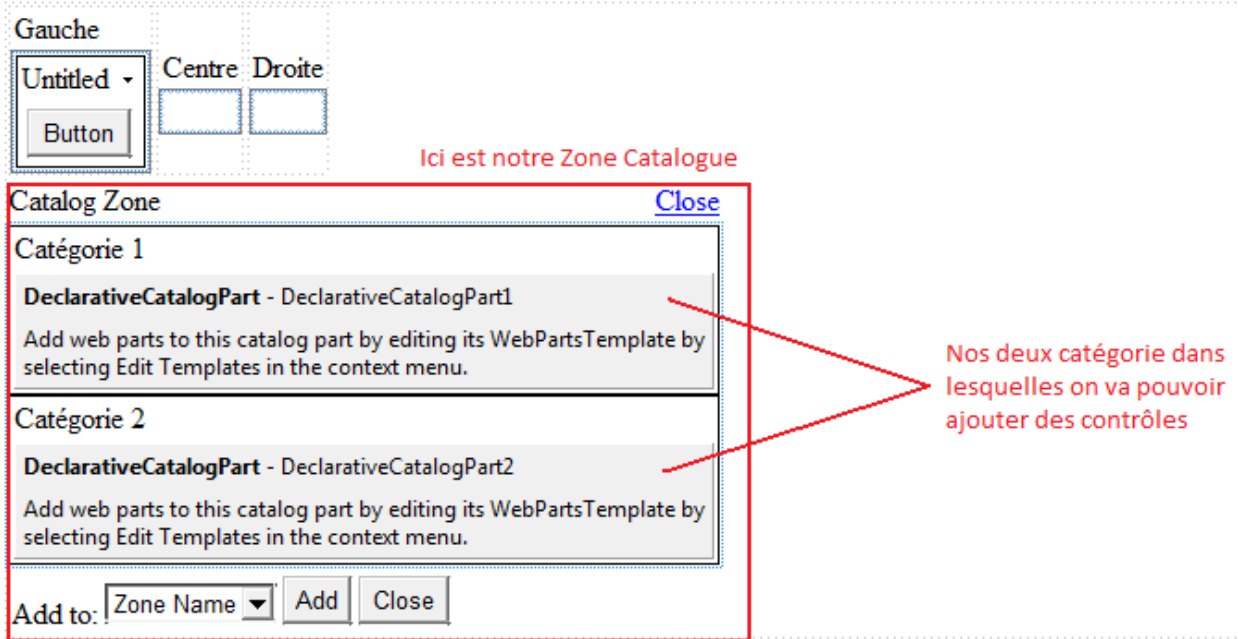 Gauche
Untitled
Centre Droite
Button
Ici est notre Zone Catalogue
Catalog Zone Close
Catégorie 1
DeclarativeCatalogPart - DeclarativeCatalogPart1
Add web parts to this catalog part by editing its WebPartsTemplate by
selecting Edit Templates in the context menu.
Nos deux catégorie dans
lesquelles on va pouvoir
ajouter des contrôles
Catégorie 2
DeclarativeCatalogPart - DeclarativeCatalogPart2
Add web parts to this catalog part by editing its WebPartsTemplate by
selecting Edit Templates in the context menu.
Add to: Zone Name Add Close